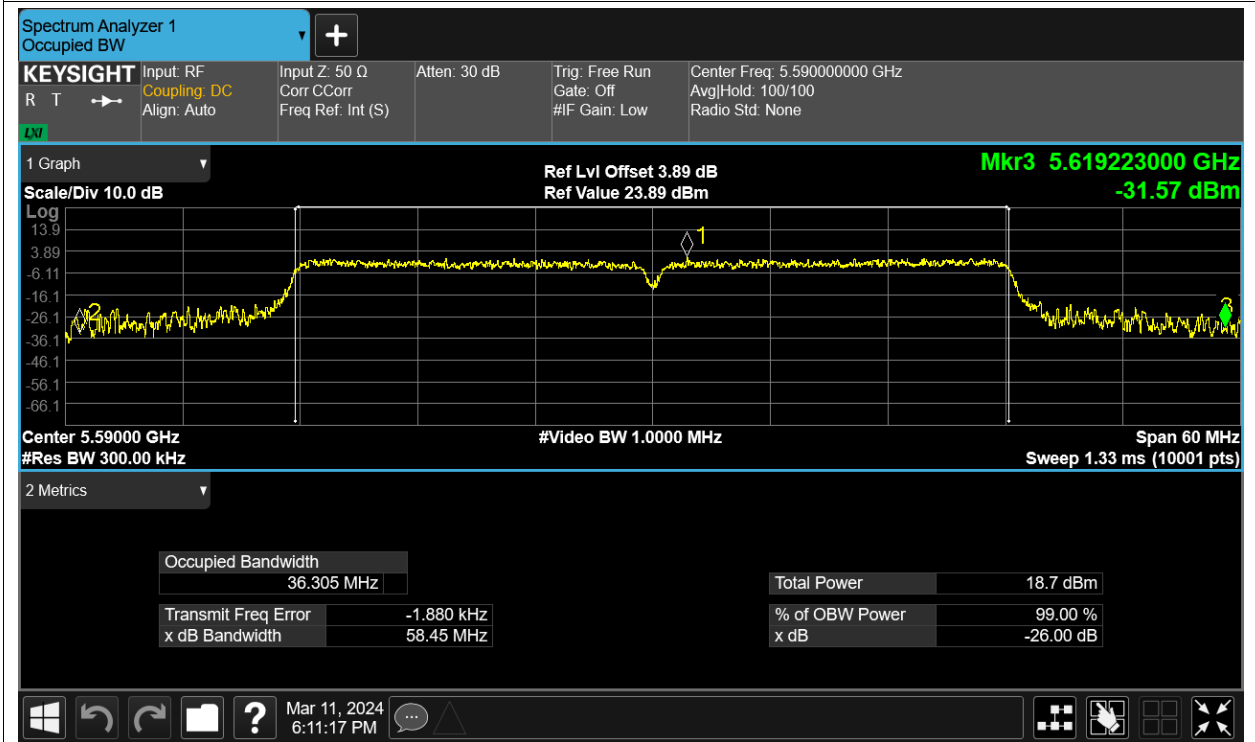 Spectrum Analyzer 1
Occupied BW
KEYSIGHT
R T
LXI
Input: RF
Coupling: DC
Align: Auto
Input Z: 50 Ω
Corr CCorr
Freq Ref: Int (S)
Atten: 30 dB
Trig: Free Run
Gate: Off
#IF Gain: Low
Center Freq: 5.590000000 GHz
Avg|Hold: 100/100
Radio Std: None
1 Graph
Scale/Div 10.0 dB
Ref Lvl Offset 3.89 dB
Ref Value 23.89 dBm
Mkr3 5.619223000 GHz
-31.57 dBm
Log
13.9
3.89
-6.11
-16.1
-26.1
-36.1
-46.1
-56.1
-66.1
1
2
3
Center 5.59000 GHz
#Res BW 300.00 kHz
#Video BW 1.0000 MHz
Span 60 MHz
Sweep 1.33 ms (10001 pts)
2 Metrics
Occupied Bandwidth
36.305 MHz
Transmit Freq Error -1.880 kHz
x dB Bandwidth 58.45 MHz
Total Power 18.7 dBm
% of OBW Power 99.00 %
x dB -26.00 dB
?
Mar 11, 2024
6:11:17 PM